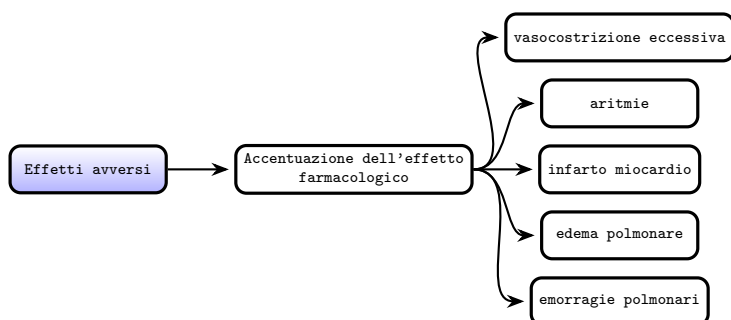 vasocostrizione eccessiva
aritmie
Effetti avversi
Accentuazione dell'effetto
farmacologico
infarto miocardio
edema polmonare
emorragie polmonari